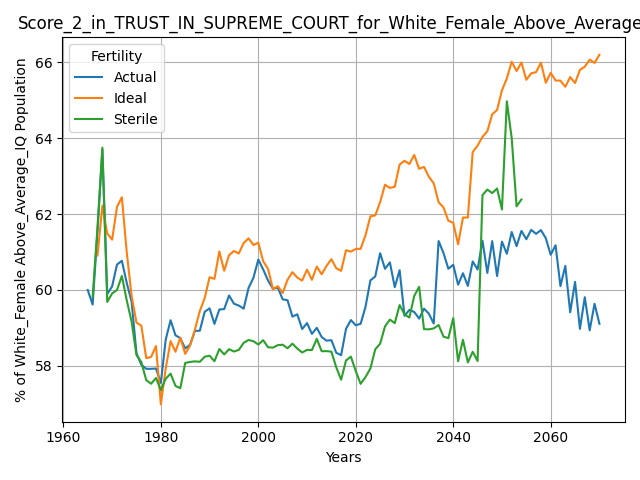 Score_2_in_TRUST_IN_SUPREME_COURT_for_White_Female_Above_Average
Fertility
Actual
Ideal
Sterile
% of White_Female Above_Average_IQ Population
66
64
62
60
58
1960
1980
2000
2020
2040
2060
Years